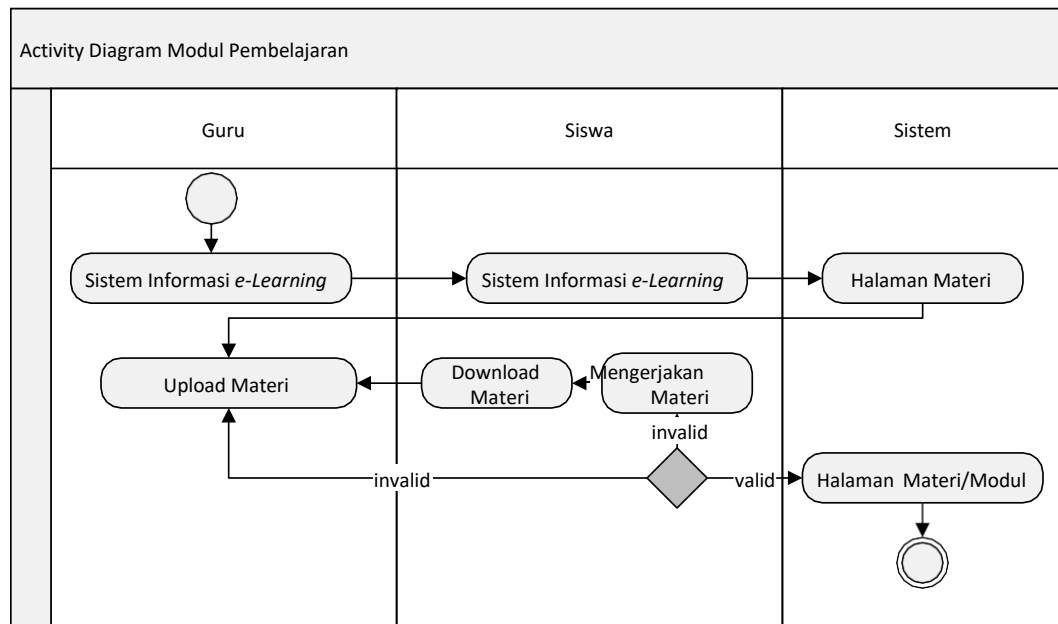 Activity Diagram Modul Pembelajaran
Guru
Siswa
Sistem
Sistem Informasi e-Learning
Sistem Informasi e-Learning
Halaman Materi
Upload Materi
Download
Materi
Mengerjakan
Materi
invalid
invalid
valid
Halaman Materi/Modul